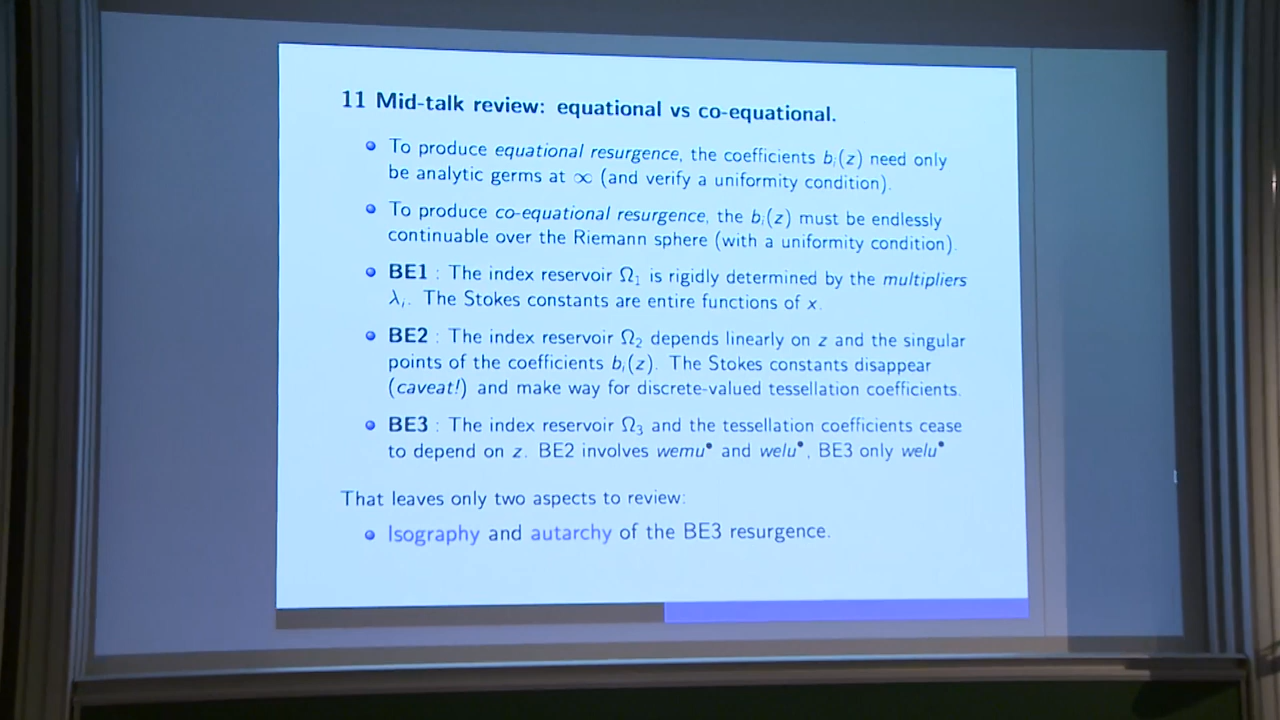 11 Mid-talk review: equational vs co-equational.
To produce equational resurgence, the coefficients bᵢ(z) need only
be analytic germs at ∞ (and verify a uniformity condition).
To produce co-equational resurgence, the bᵢ(z) must be endlessly
continuable over the Riemann sphere (with a uniformity condition).
BE1 : The index reservoir Ω₁ is rigidly determined by the multipliers
λᵢ. The Stokes constants are entire functions of x.
BE2 : The index reservoir Ω₂ depends linearly on z and the singular
points of the coefficients bᵢ(z). The Stokes constants disappear
(caveat!) and make way for discrete-valued tessellation coefficients.
BE3 : The index reservoir Ω₃ and the tessellation coefficients cease
to depend on z. BE2 involves wemu• and welu•, BE3 only welu•
That leaves only two aspects to review:
Isography and autarchy of the BE3 resurgence.